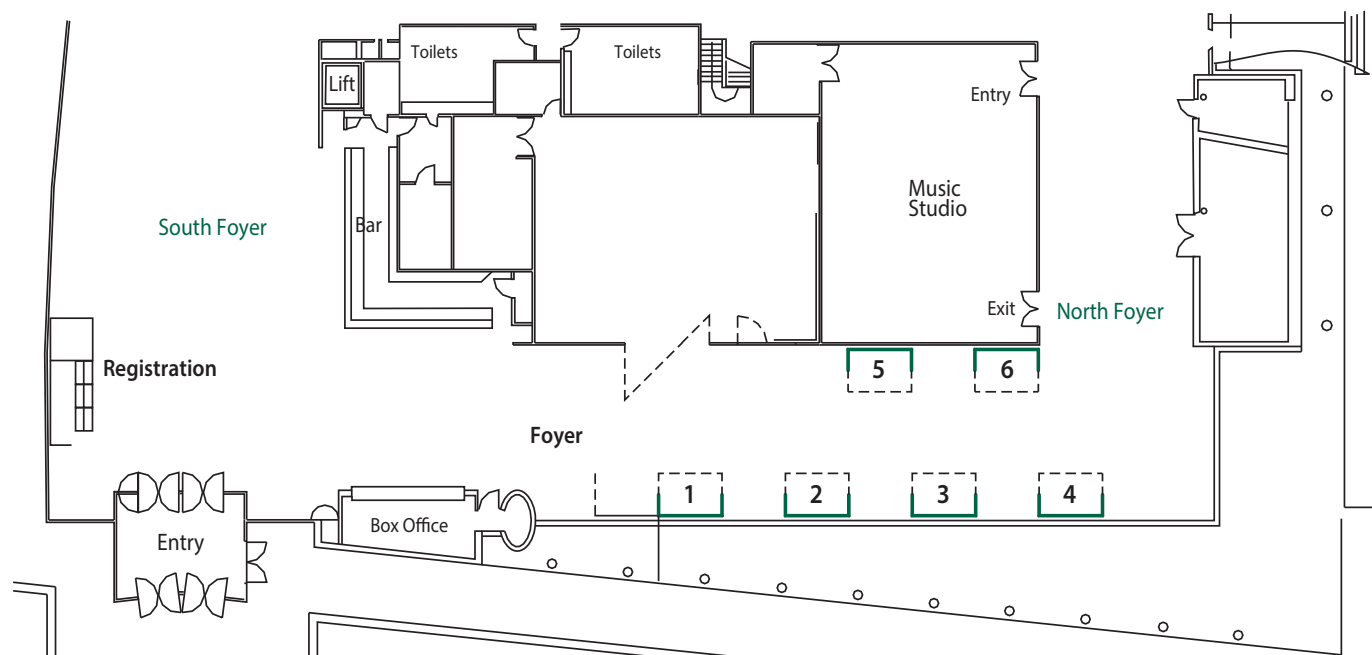 Toilets
Toilets
Lift
Entry
Music
Studio
South Foyer
Bar
Exit
North Foyer
Registration
5
6
Foyer
1
2
3
4
Box Office
Entry